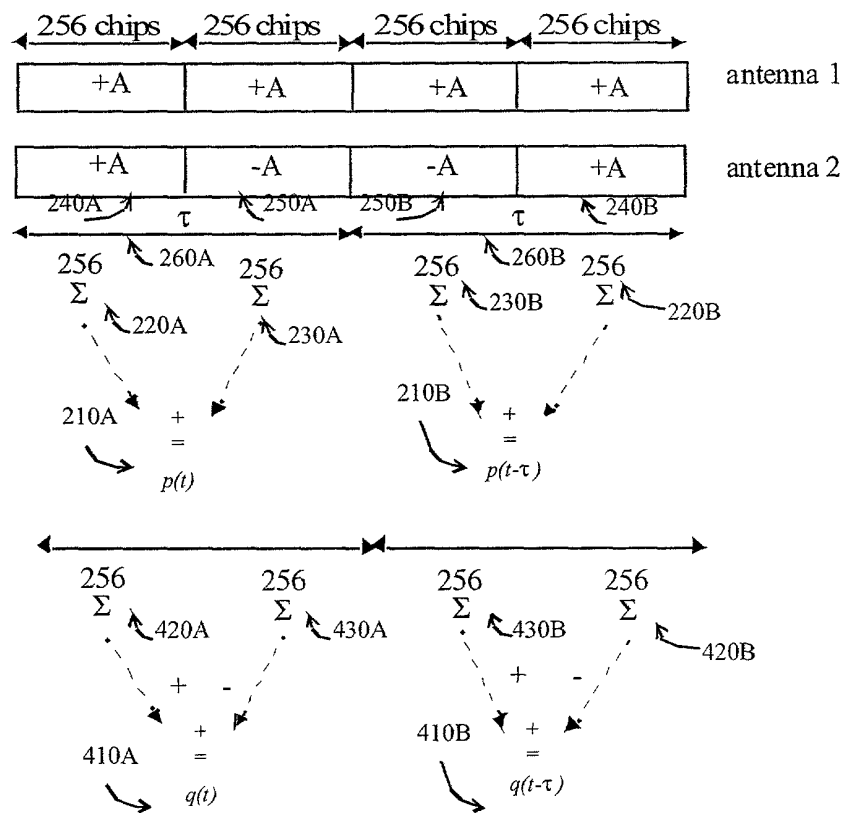 256 chips 256 chips 256 chips 256 chips
+A +A +A +A antenna 1
+A -A -A +A antenna 2
240A 250A 250B 240B
τ τ
260A 260B
256 256 256 256
Σ Σ Σ Σ
220A 230A 230B 220B
210A + 210B +
= =
p(t) p(t-τ)
256 256 256 256
Σ Σ Σ Σ
420A 430A 430B 420B
+ - + -
+ +
410A = 410B =
q(t) q(t-τ)